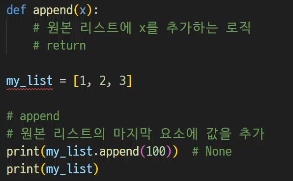 def append(x):
    # 원본 리스트에 x를 추가하는 로직
    # return
my_list = [1, 2, 3]
# append
# 원본 리스트의 마지막 요소에 값을 추가
print(my_list.append(100))  # None
print(my_list)